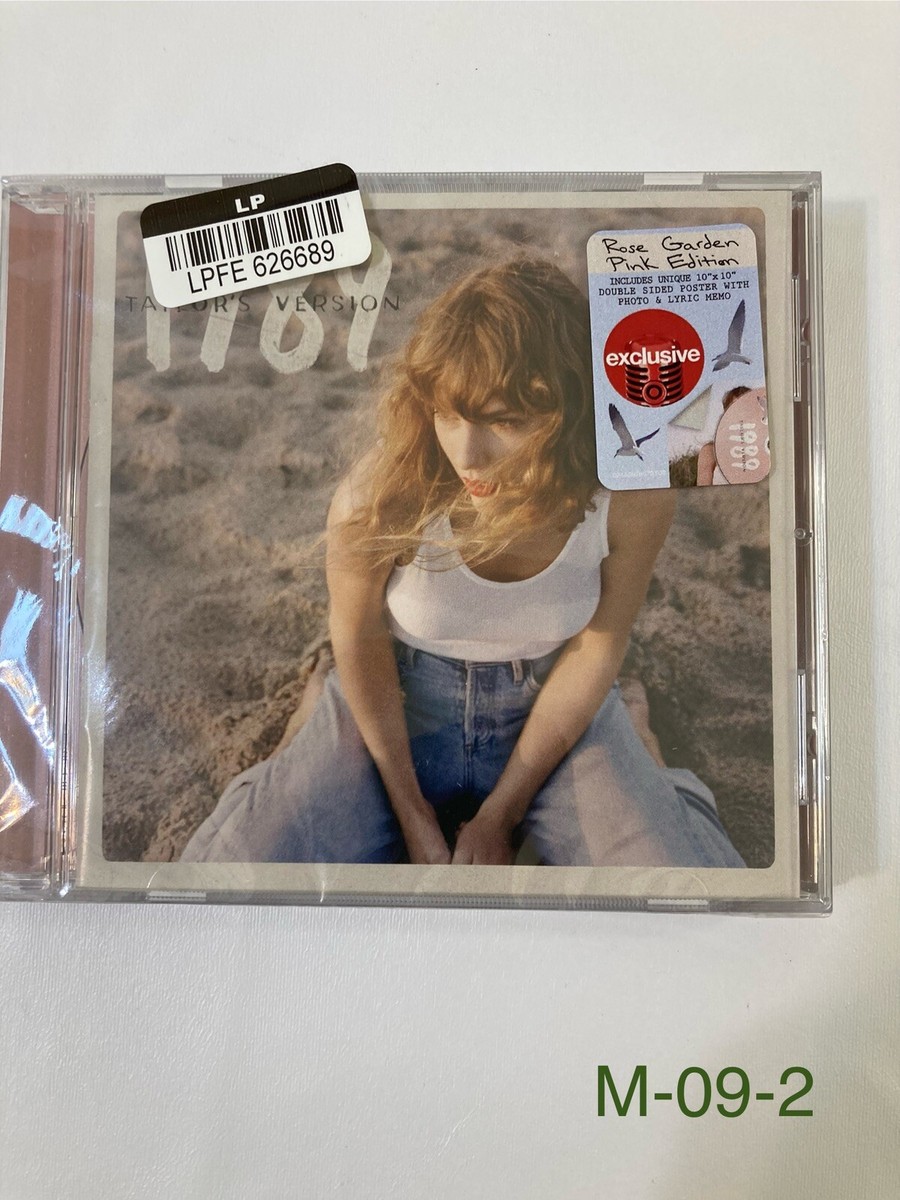 LP
LPFE 626689
1989
TAYLOR'S VERSION
Rose Garden
Pink Edition
INCLUDES UNIQUE 10"x10"
DOUBLE SIDED POSTER WITH
PHOTO & LYRIC MEMO
exclusive
1989
M-09-2